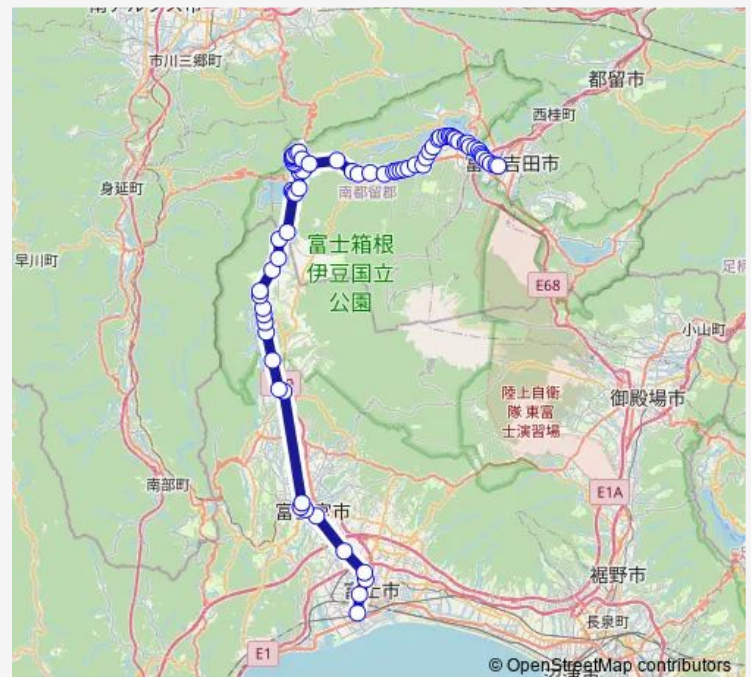 市川三郷町
都留市
西桂町
吉田市
身延町
南都留郡
早川町
富士箱根
伊豆国立
公園
E68
小山町
陸上自衛
隊 東富
士演習場
御殿場市
南部町
E1A
裾野市
長泉町
E1
© OpenStreetMap contributors